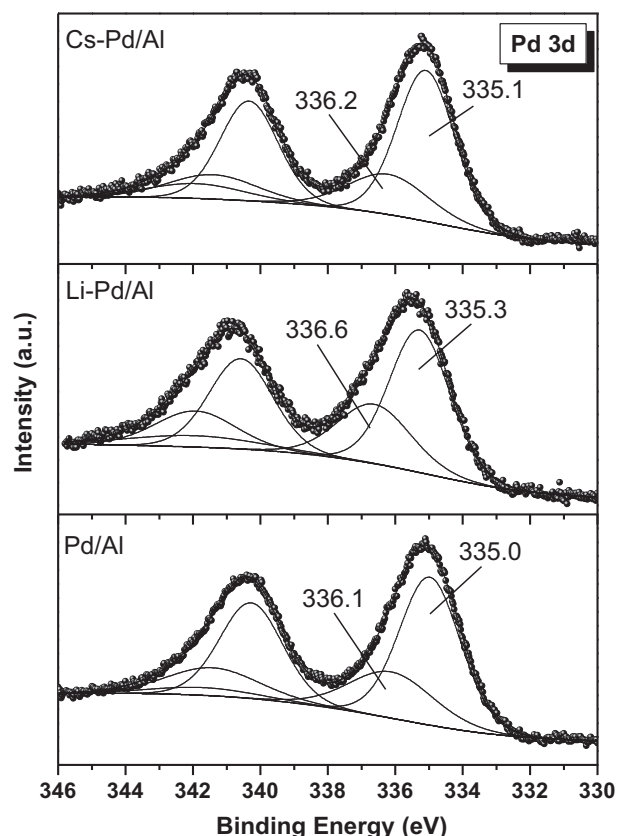 Cs-Pd/Al
Pd 3d
336.2
335.1
Li-Pd/Al
336.6
335.3
Intensity (a.u.)
Pd/Al
336.1
335.0
346 344 342 340 338 336 334 332 330
Binding Energy (eV)